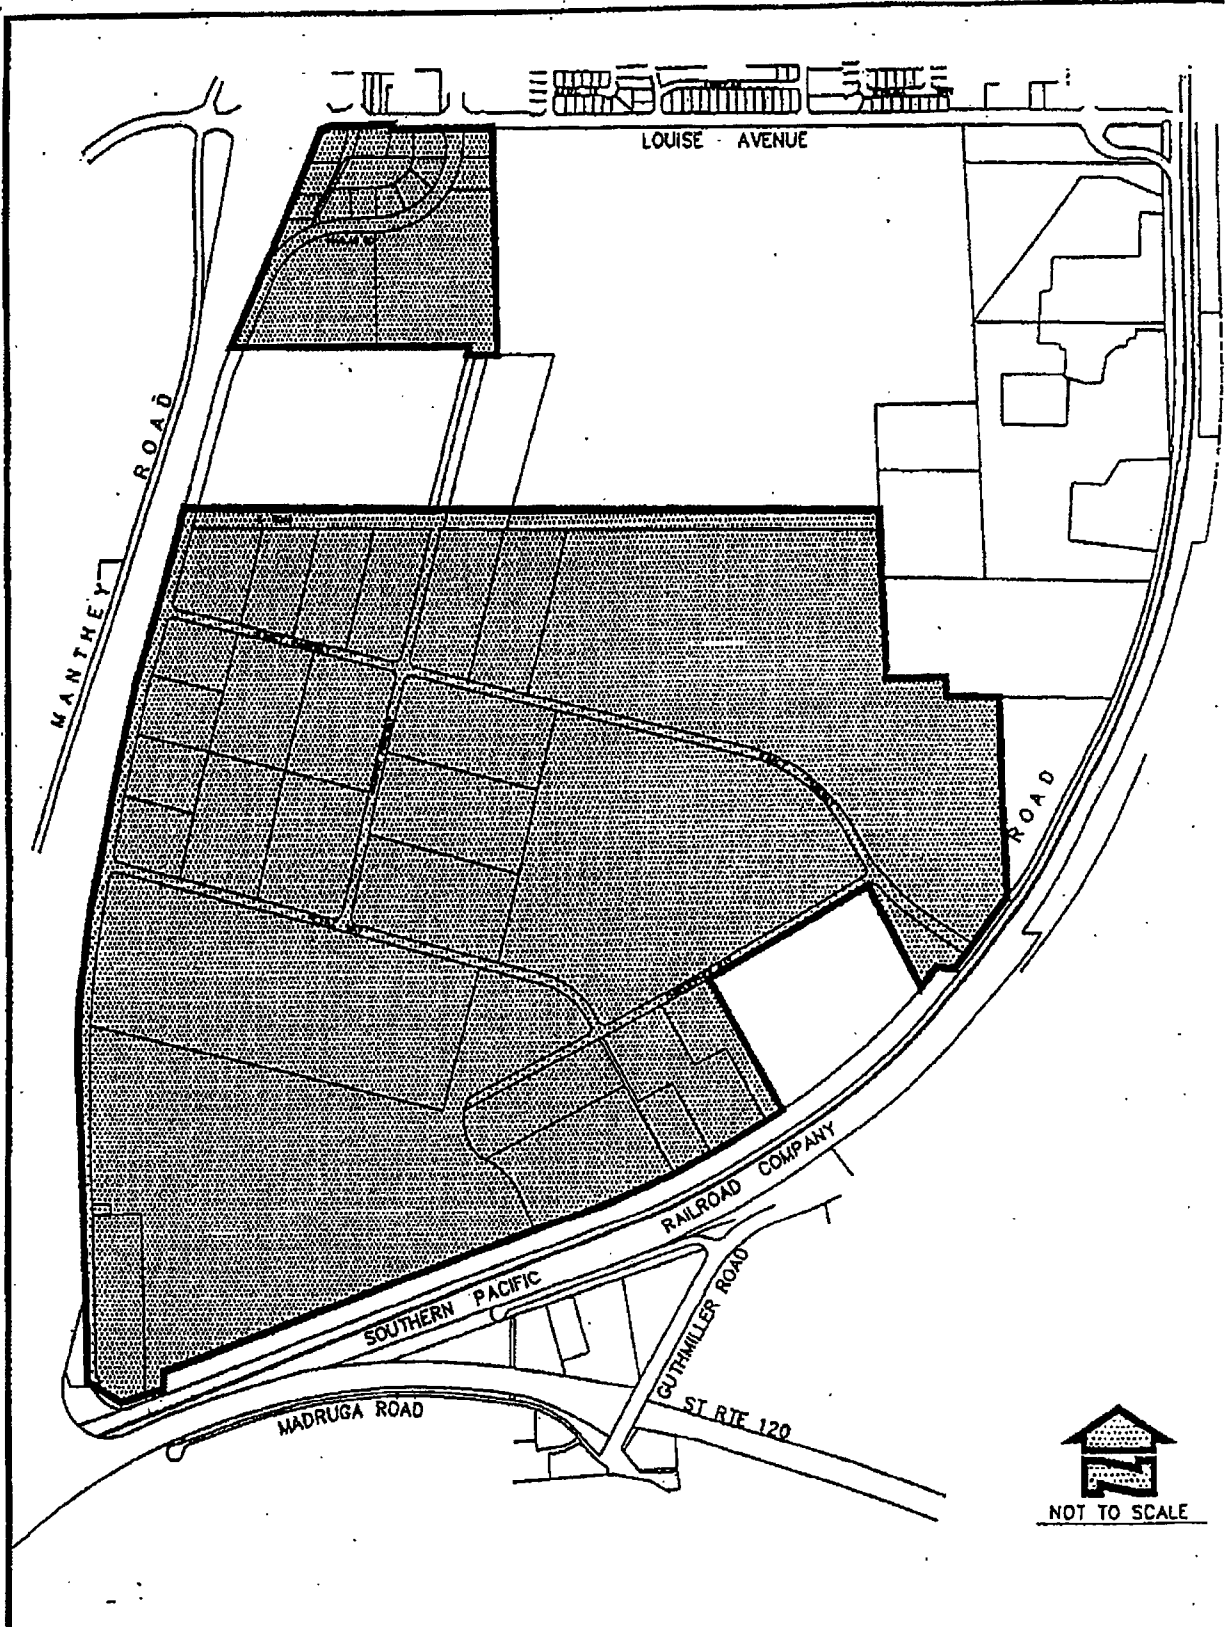 LOUISE AVENUE
MANTHEY ROAD
ROAD
SOUTHERN PACIFIC RAILROAD COMPANY
GUTHMILLER ROAD
MADRUGA ROAD
ST RTE 120
N
NOT TO SCALE